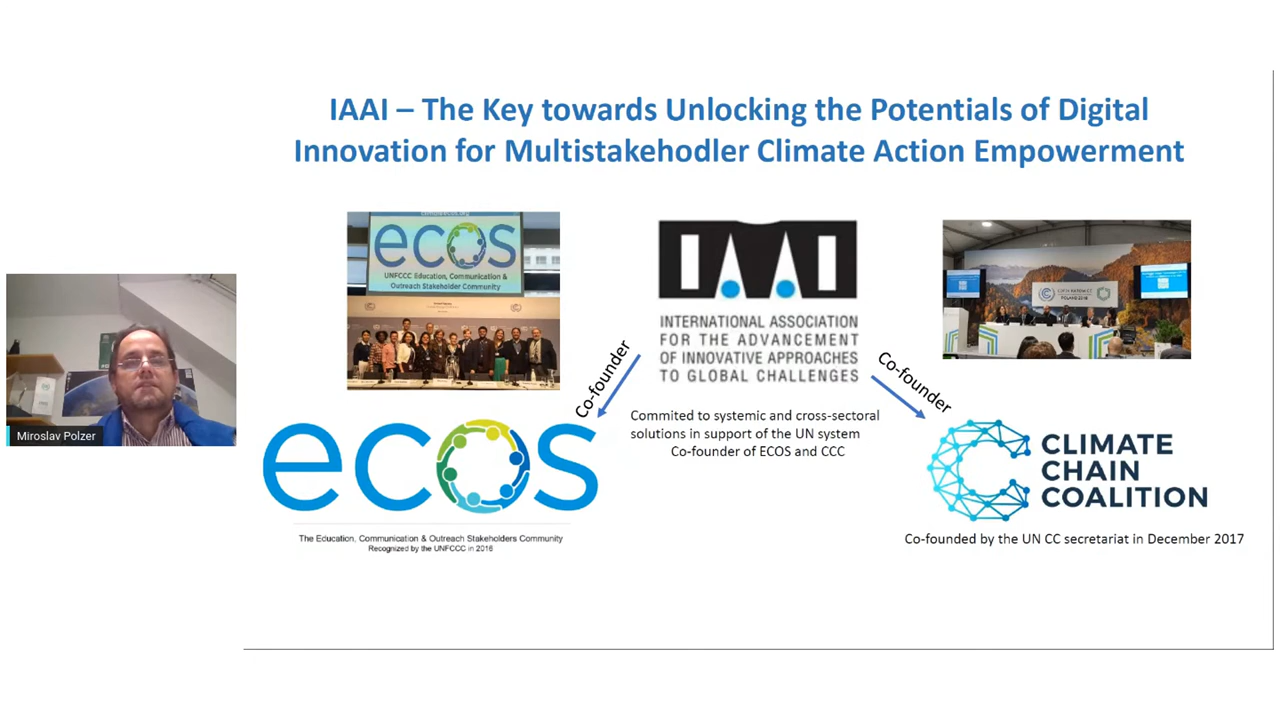 IAAI – The Key towards Unlocking the Potentials of Digital
Innovation for Multistakehodler Climate Action Empowerment
ecos
UNFCCC Education, Communication &
Outreach Stakeholder Community
IAAI
INTERNATIONAL ASSOCIATION
FOR THE ADVANCEMENT
OF INNOVATIVE APPROACHES
TO GLOBAL CHALLENGES
POLAND 2018
Co-founder
Co-founder
Miroslav Polzer
Commited to systemic and cross-sectoral
solutions in support of the UN system
Co-founder of ECOS and CCC
ecos
The Education, Communication & Outreach Stakeholders Community
Recognized by the UNFCCC in 2016
CLIMATE
CHAIN
COALITION
Co-founded by the UN CC secretariat in December 2017